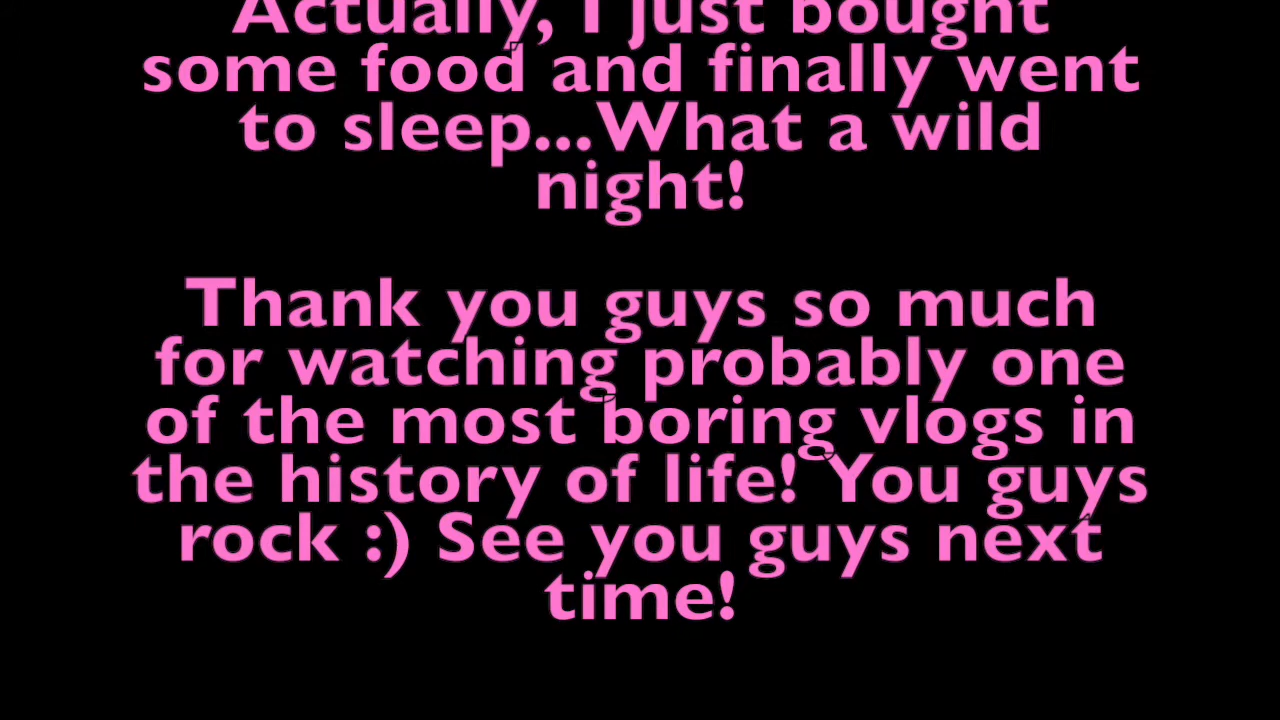 Actually, I just bought
some food and finally went
to sleep...What a wild
night!
Thank you guys so much
for watching probably one
of the most boring vlogs in
the history of life! You guys
rock :) See you guys next
time!